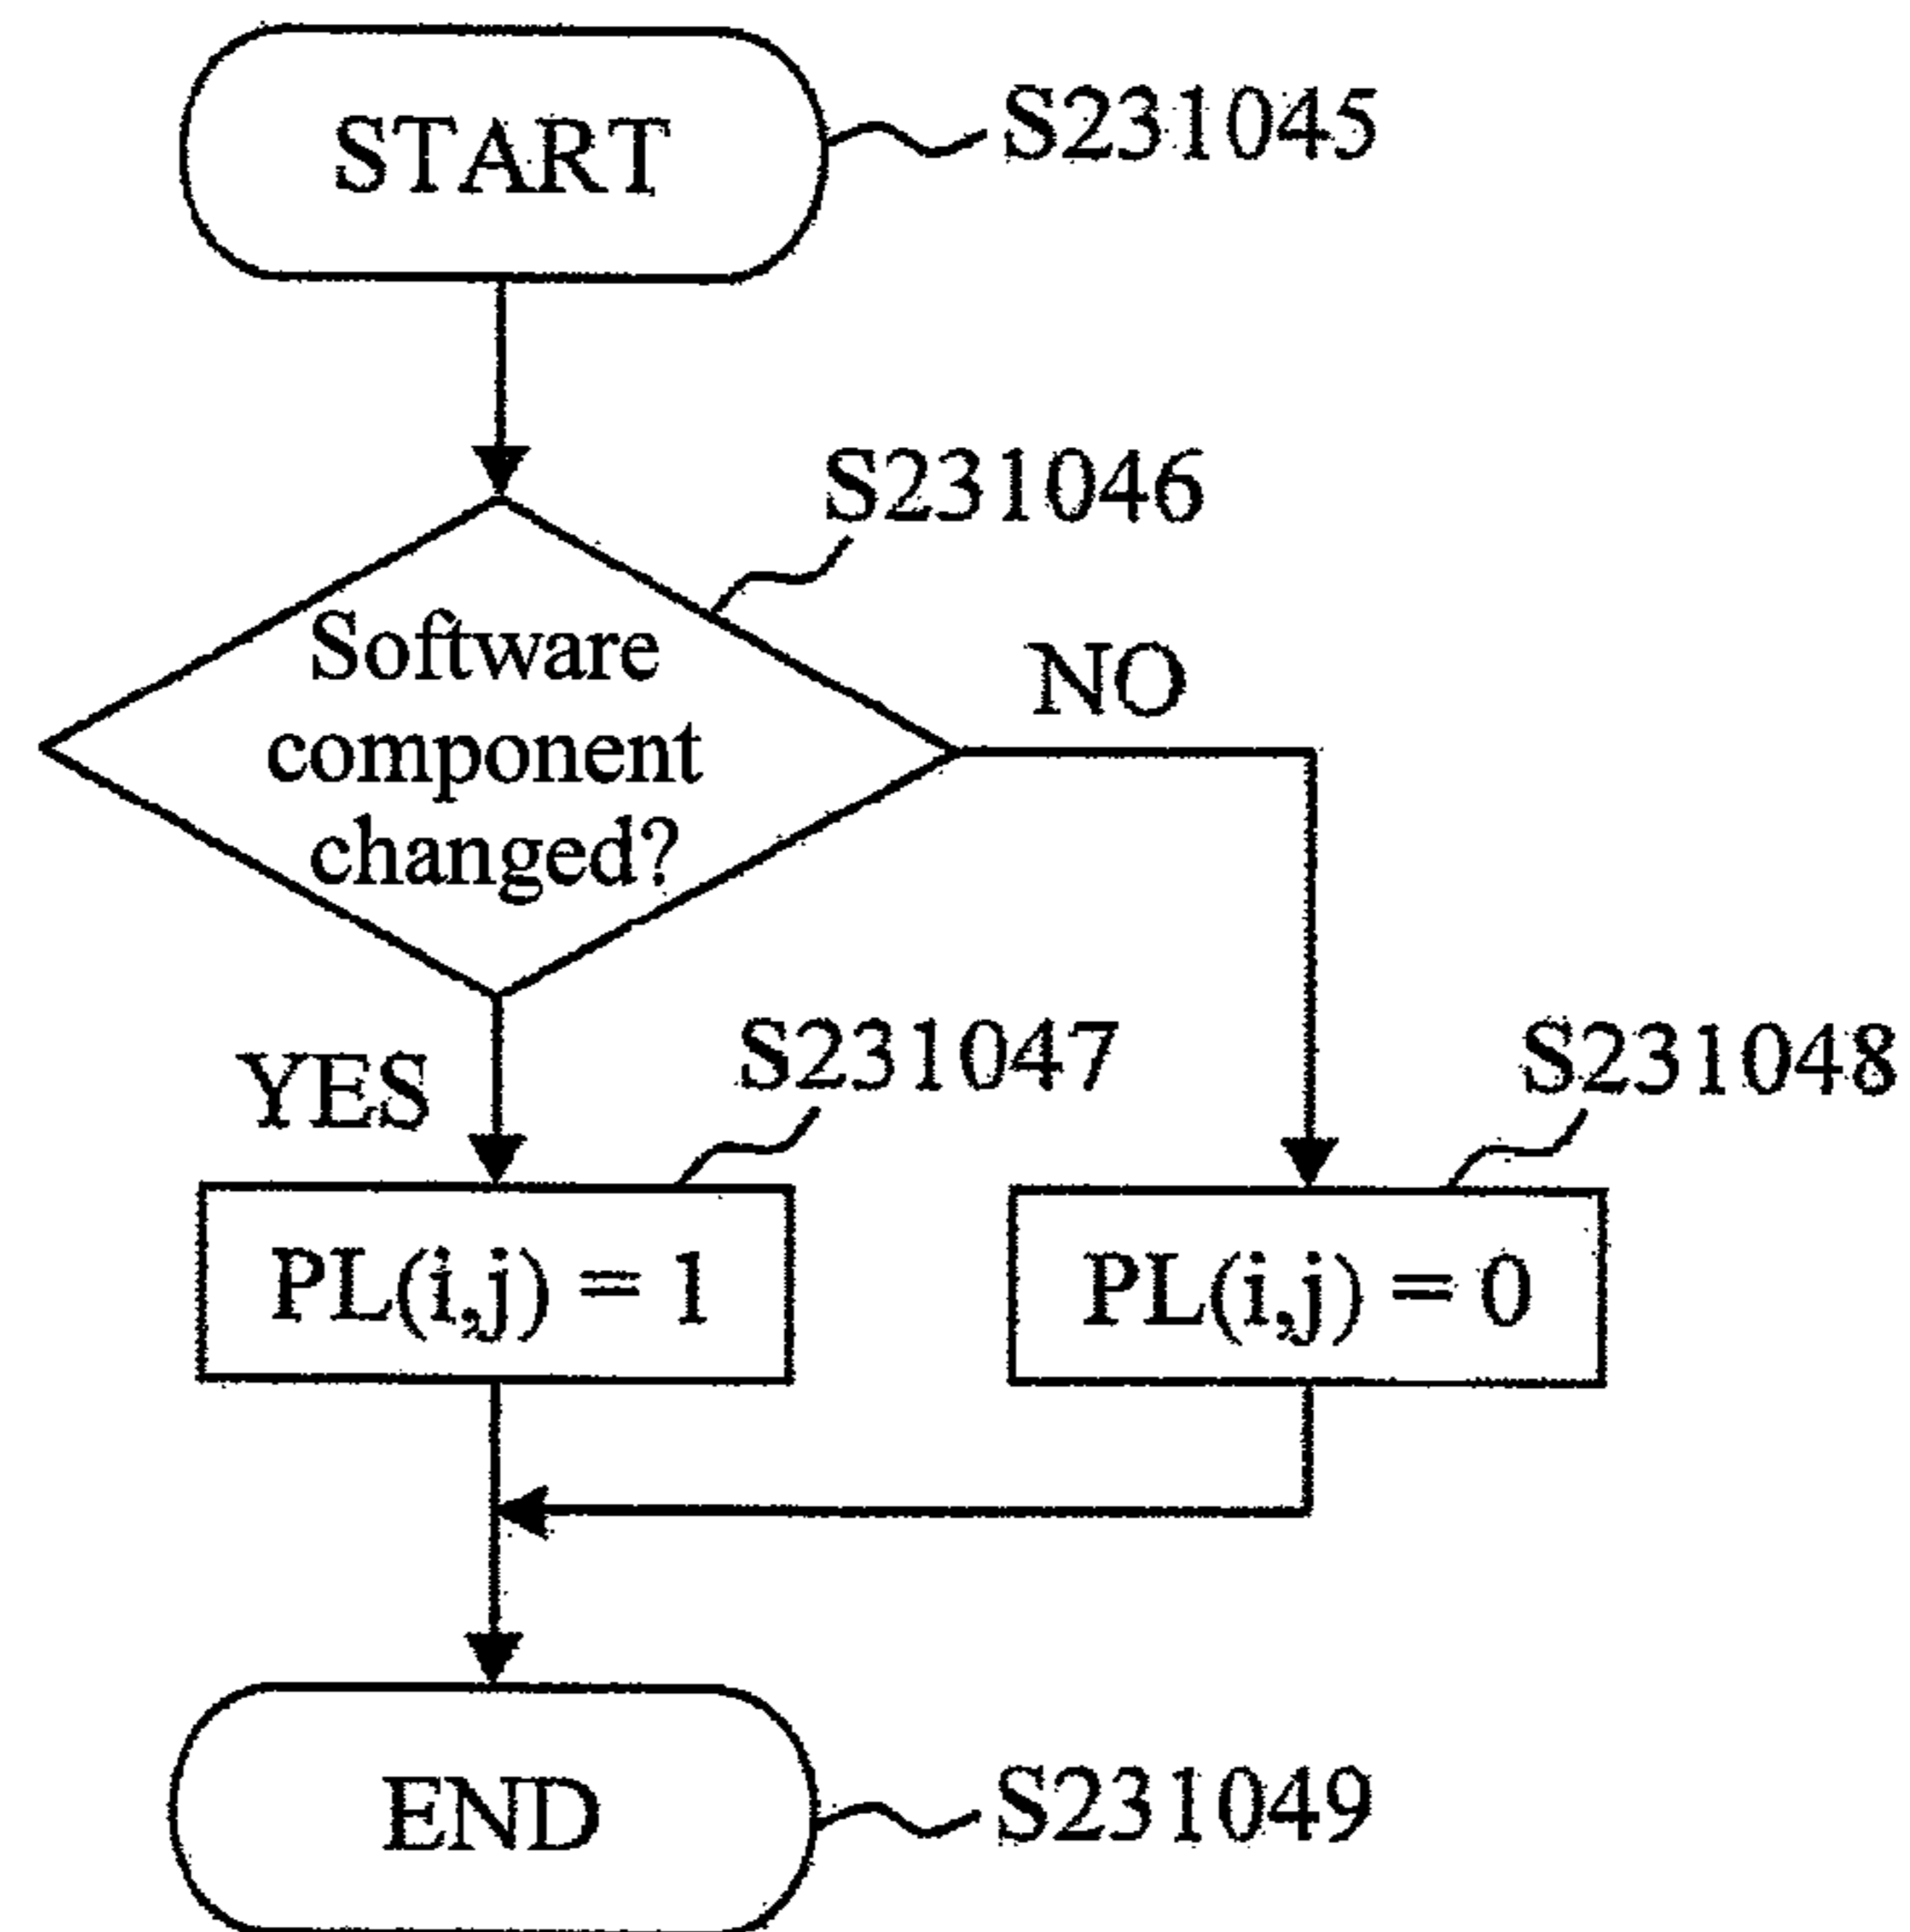 START
S231045
S231046
Software
component
changed?
NO
YES
S231047
S231048
PL(i,j) = 1
PL(i,j) = 0
END
S231049